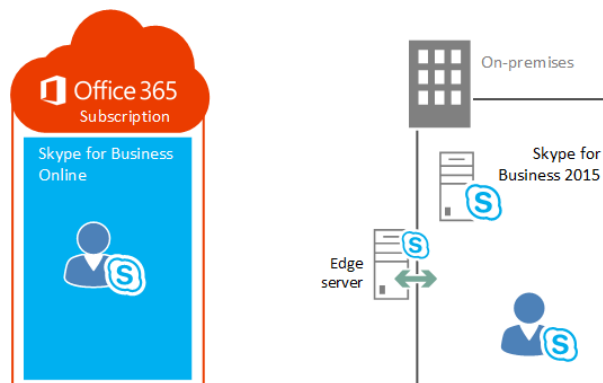 Office 365
Subscription
Skype for Business
Online
On-premises
Skype for
Business 2015
Edge
server